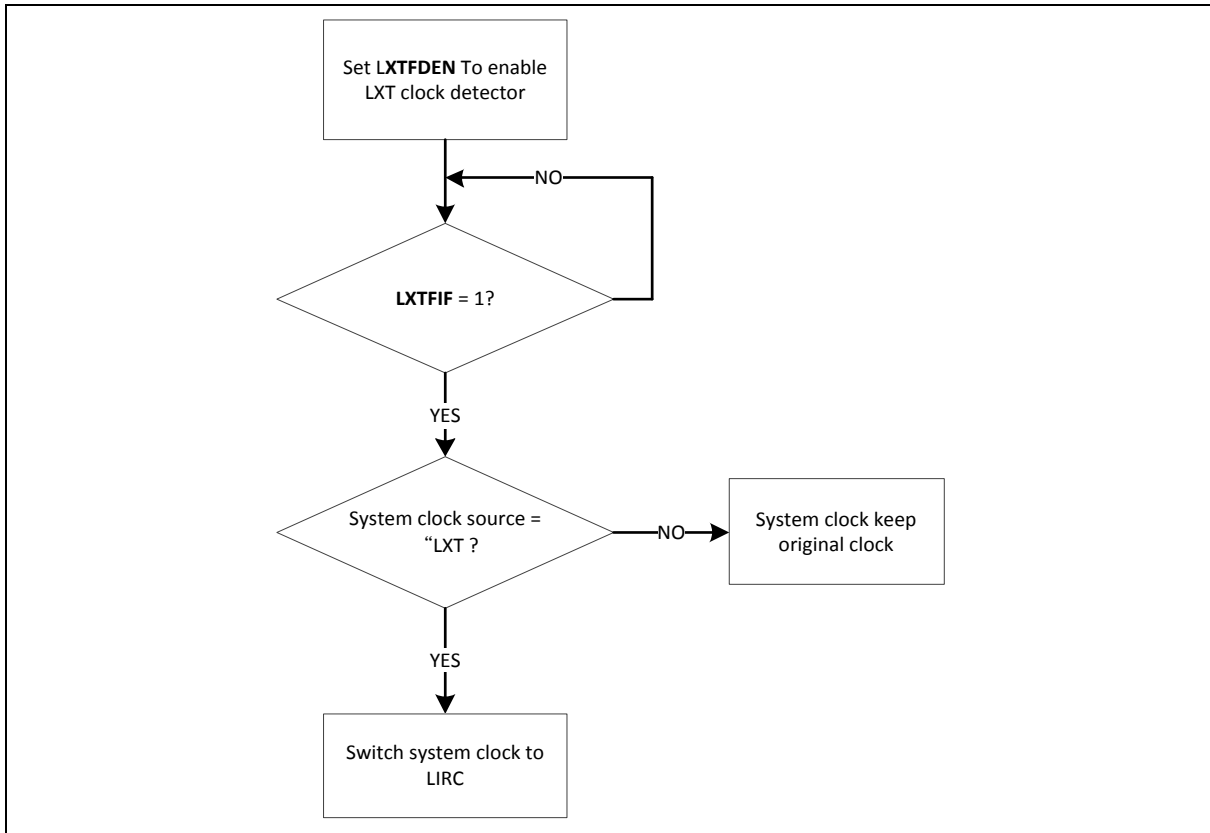 Set LXTFDEN To enable
LXT clock detector
NO
LXTFIF = 1?
YES
System clock source =
“LXT ?
NO
System clock keep
original clock
YES
Switch system clock to
LIRC